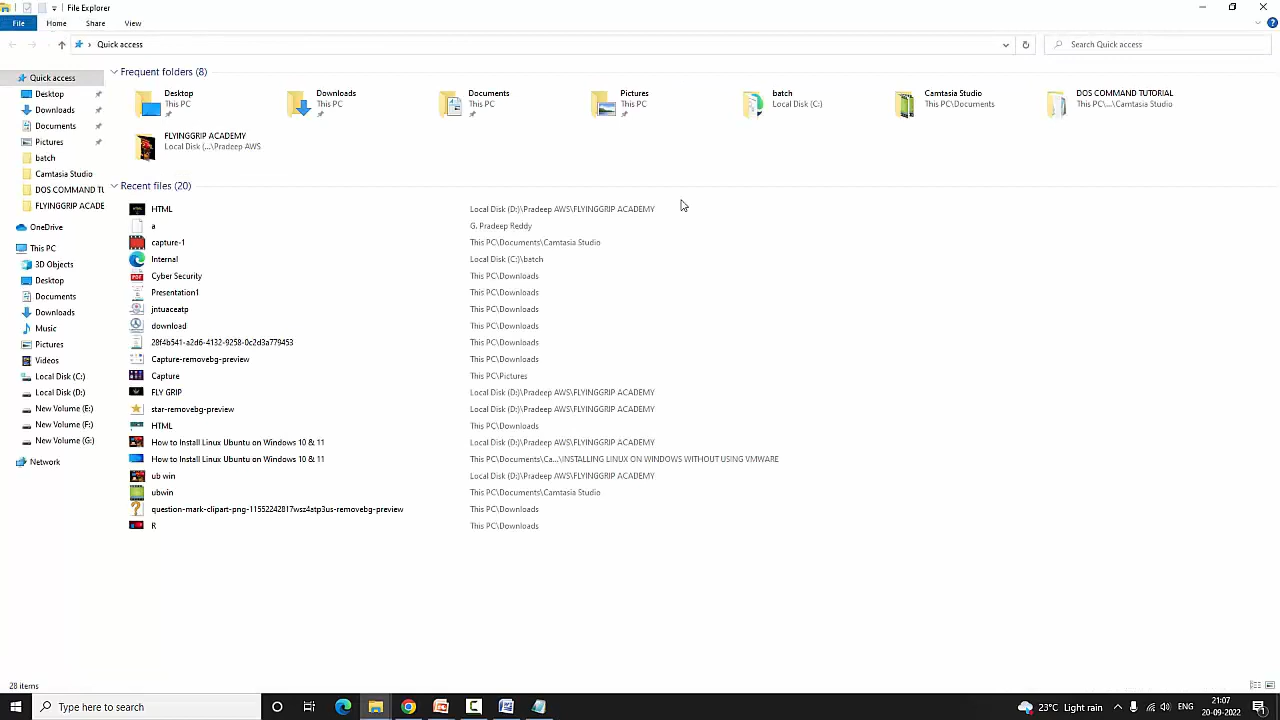 File Explorer
File Home Share View
Quick access
Search Quick access
Quick access
Desktop
Downloads
Documents
Pictures
batch
Camtasia Studio
DOS COMMAND TU
FLYINGGRIP ACADE
OneDrive
This PC
3D Objects
Desktop
Documents
Downloads
Music
Pictures
Videos
Local Disk (C:)
Local Disk (D:)
New Volume (E:)
New Volume (F:)
New Volume (G:)
Network
Frequent folders (8)
Desktop
This PC
Downloads
This PC
Documents
This PC
Pictures
This PC
batch
Local Disk (C:)
Camtasia Studio
This PC\Documents
DOS COMMAND TUTORIAL
This PC\...\Camtasia Studio
FLYINGGRIP ACADEMY
Local Disk (...\Pradeep AWS
Recent files (20)
HTML Local Disk (D:)\Pradeep AWS\FLYINGGRIP ACADEMY
a G. Pradeep Reddy
capture-1 This PC\Documents\Camtasia Studio
Internal Local Disk (C:)\batch
Cyber Security This PC\Downloads
Presentation1 This PC\Downloads
jntuaceatp This PC\Downloads
download This PC\Downloads
28f4b541-a2d6-4132-9258-0c2d3a779453 This PC\Downloads
Capture-removebg-preview This PC\Downloads
Capture This PC\Pictures
FLY GRIP Local Disk (D:)\Pradeep AWS\FLYINGGRIP ACADEMY
star-removebg-preview Local Disk (D:)\Pradeep AWS\FLYINGGRIP ACADEMY
HTML This PC\Downloads
How to Install Linux Ubuntu on Windows 10 & 11 Local Disk (D:)\Pradeep AWS\FLYINGGRIP ACADEMY
How to Install Linux Ubuntu on Windows 10 & 11 This PC\Documents\Ca...\INSTALLING LINUX ON WINDOWS WITHOUT USING VMWARE
ub win Local Disk (D:)\Pradeep AWS\FLYINGGRIP ACADEMY
ubwin This PC\Documents\Camtasia Studio
question-mark-clipart-png-11552242817wsz4atp3us-removebg-preview This PC\Downloads
R This PC\Downloads
28 items
Type here to search
23°C Light rain
ENG
21:07
20-09-2022